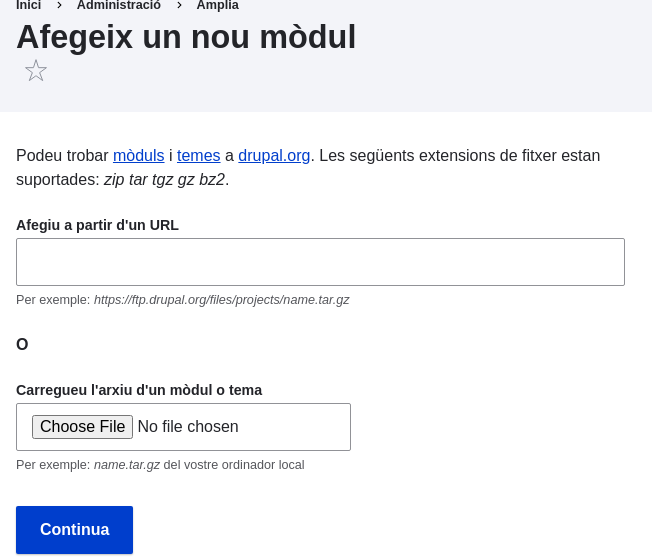 Inici > Administració > Amplia
Afegeix un nou mòdul
Podeu trobar mòduls i temes a drupal.org. Les següents extensions de fitxer estan
suportades: zip tar tgz gz bz2.
Afegiu a partir d'un URL
Per exemple: https://ftp.drupal.org/files/projects/name.tar.gz
O
Carregueu l'arxiu d'un mòdul o tema
Choose File No file chosen
Per exemple: name.tar.gz del vostre ordinador local
Continua